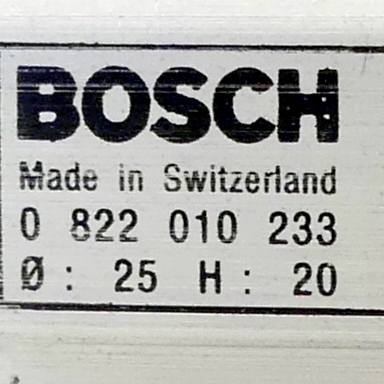 BOSCH
Made in Switzerland
0 822 010 233
Ø : 25 H : 20